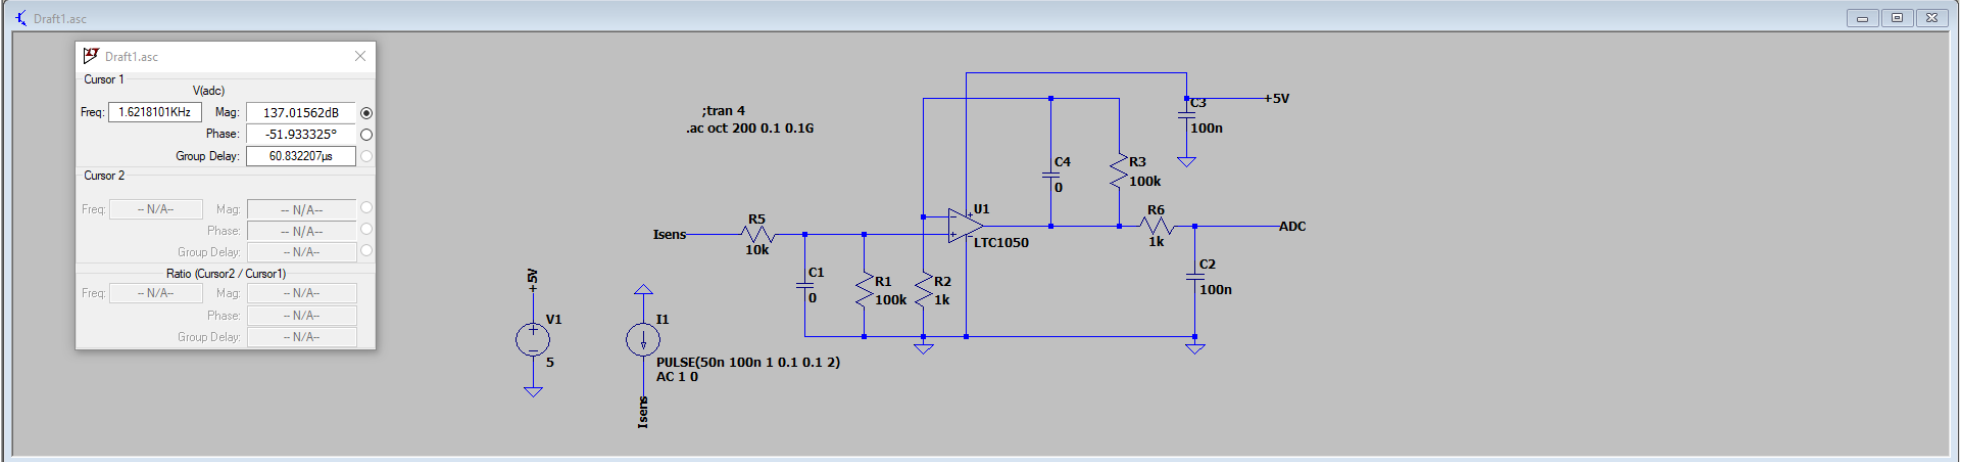 Draft1.asc
Draft1.asc
Cursor 1
V(adc)
Freq: 1.6218101KHz Mag: 137.01562dB
Phase: -51.933325°
Group Delay: 60.832207µs
Cursor 2
Freq: -- N/A-- Mag: -- N/A--
Phase: -- N/A--
Group Delay: -- N/A--
Ratio (Cursor2 / Cursor1)
Freq: -- N/A-- Mag: -- N/A--
Phase: -- N/A--
Group Delay: -- N/A--
;tran 4
.ac oct 200 0.1 0.1G
+5V
V1
5
I1
PULSE(50n 100n 1 0.1 0.1 2)
AC 1 0
Isens
Isens
R5
10k
C1
0
R1
100k
R2
1k
U1
LTC1050
C4
0
R3
100k
R6
1k
C3
100n
+5V
ADC
C2
100n